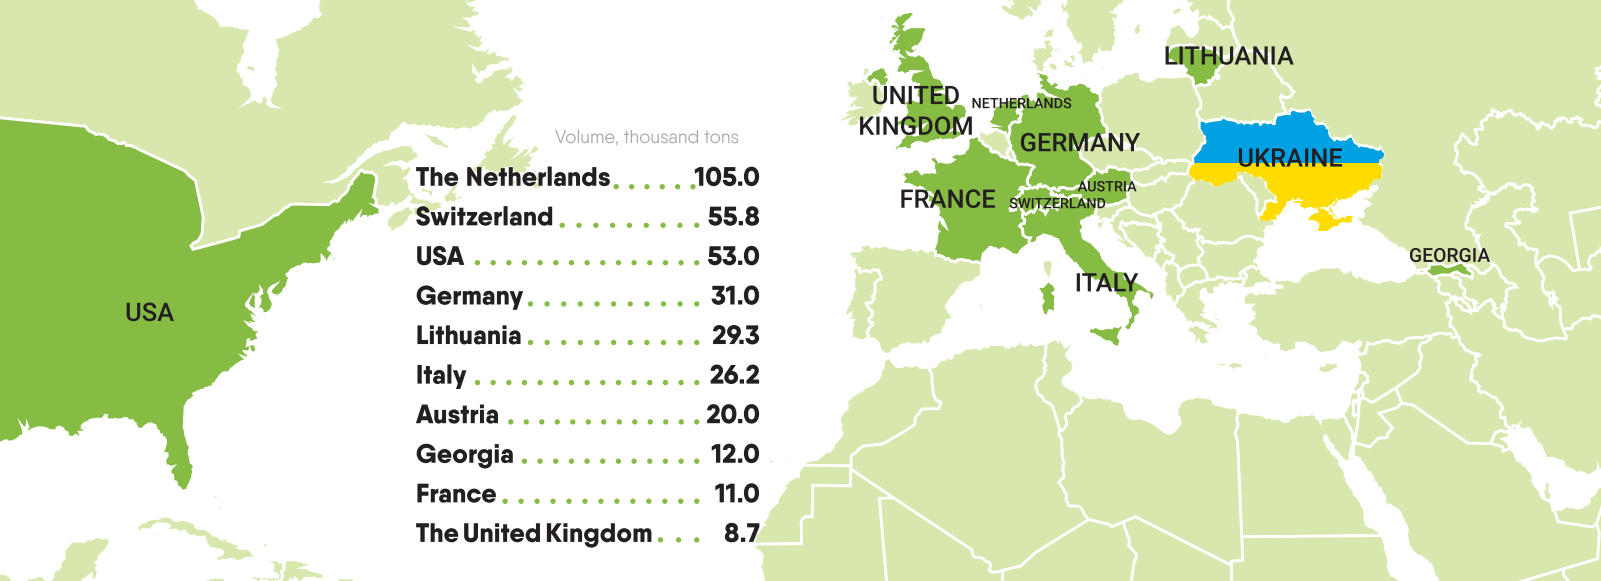 Volume, thousand tons
The Netherlands......105.0
Switzerland.........55.8
USA..............53.0
Germany...........31.0
Lithuania...........29.3
Italy..............26.2
Austria............20.0
Georgia...........12.0
France............11.0
The United Kingdom... 8.7
USA
UNITED
KINGDOM
NETHERLANDS
LITHUANIA
GERMANY
UKRAINE
FRANCE
AUSTRIA
SWITZERLAND
ITALY
GEORGIA